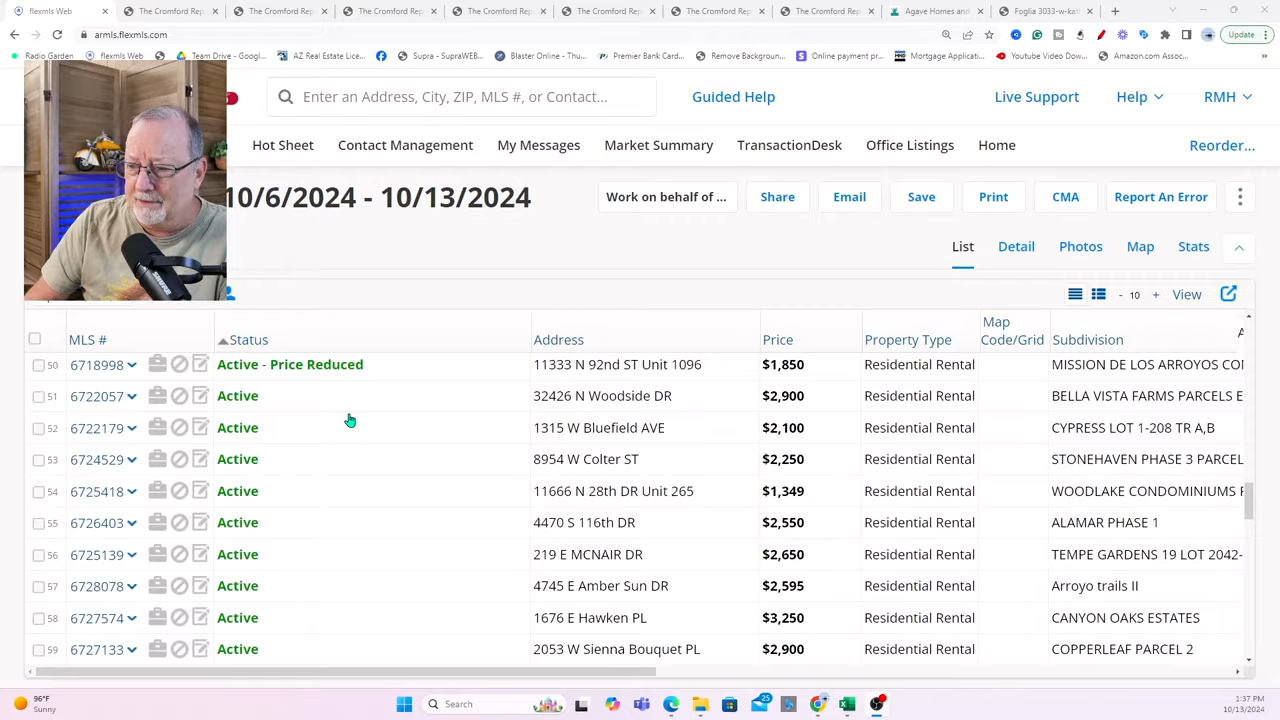 flexmls Web
The Cromford Rep
The Cromford Rep
The Cromford Rep
The Cromford Rep
The Cromford Rep
The Cromford Rep
The Cromford Rep
Agave Homes and
Foglia 3033-w-kat
armls.flexmls.com
Update
Radio Garden
flexmls Web
Team Drive - Googl...
AZ Real Estate Lice...
Supra - SupraWEB...
Blaster Online - Thu...
Premier Bank Card...
Remove Backgroun...
Online payment pr...
Mortgage Applicati...
Youtube Video Dow...
Amazon.com Assoc...
Enter an Address, City, ZIP, MLS #, or Contact...
Guided Help
Live Support
Help
RMH
Hot Sheet
Contact Management
My Messages
Market Summary
TransactionDesk
Office Listings
Home
Reorder...
10/6/2024 - 10/13/2024
Work on behalf of ...
Share
Email
Save
Print
CMA
Report An Error
List
Detail
Photos
Map
Stats
- 10 + View
MLS # Status Address Price Property Type Map Code/Grid Subdivision A
50 6718998 Active - Price Reduced 11333 N 92nd ST Unit 1096 $1,850 Residential Rental MISSION DE LOS ARROYOS CO
51 6722057 Active 32426 N Woodside DR $2,900 Residential Rental BELLA VISTA FARMS PARCELS E
52 6722179 Active 1315 W Bluefield AVE $2,100 Residential Rental CYPRESS LOT 1-208 TR A,B
53 6724529 Active 8954 W Colter ST $2,250 Residential Rental STONEHAVEN PHASE 3 PARCEL
54 6725418 Active 11666 N 28th DR Unit 265 $1,349 Residential Rental WOODLAKE CONDOMINIUMS
55 6726403 Active 4470 S 116th DR $2,550 Residential Rental ALAMAR PHASE 1
56 6725139 Active 219 E MCNAIR DR $2,650 Residential Rental TEMPE GARDENS 19 LOT 2042-
57 6728078 Active 4745 E Amber Sun DR $2,595 Residential Rental Arroyo trails II
58 6727574 Active 1676 E Hawken PL $3,250 Residential Rental CANYON OAKS ESTATES
59 6727133 Active 2053 W Sienna Bouquet PL $2,900 Residential Rental COPPERLEAF PARCEL 2
96°F
Sunny
Search
25
1:37 PM
10/13/2024
SHURE